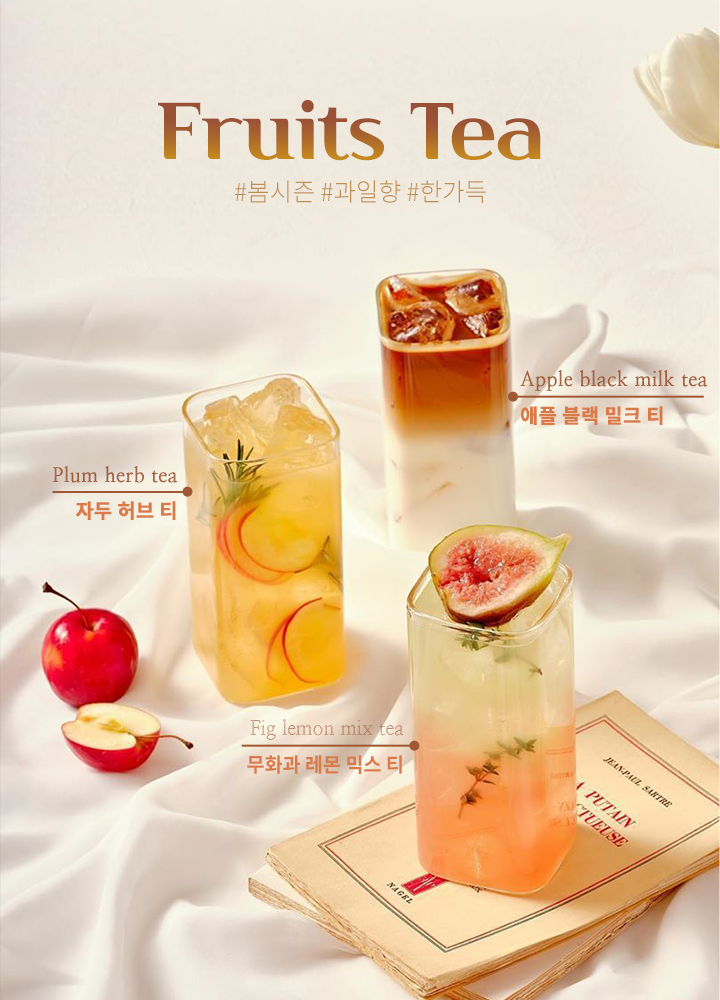 Fruits Tea
#봄시즌 #과일향 #한가득
Apple black milk tea
애플 블랙 밀크 티
Plum herb tea
자두 허브 티
Fig lemon mix tea
무화과 레몬 믹스 티
JEAN-PAUL SARTRE
PUTAIN
NAGEL